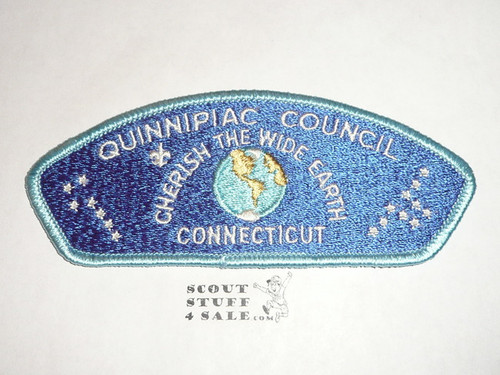 QUINNIPIAC COUNCIL
CHERISH THE WIDE EARTH
CONNECTICUT
SCOUT
STUFF
4 SALE.COM